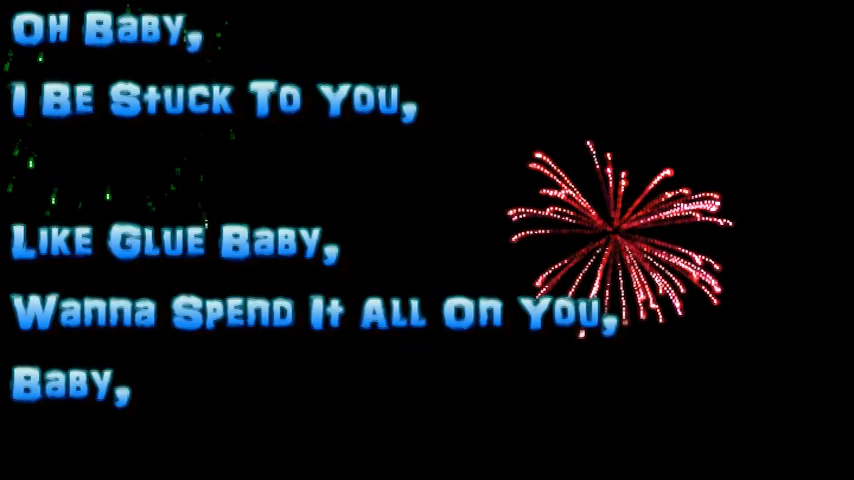 Oh Baby,
I Be Stuck To You,
Like Glue Baby,
Wanna Spend It All On You,
Baby,